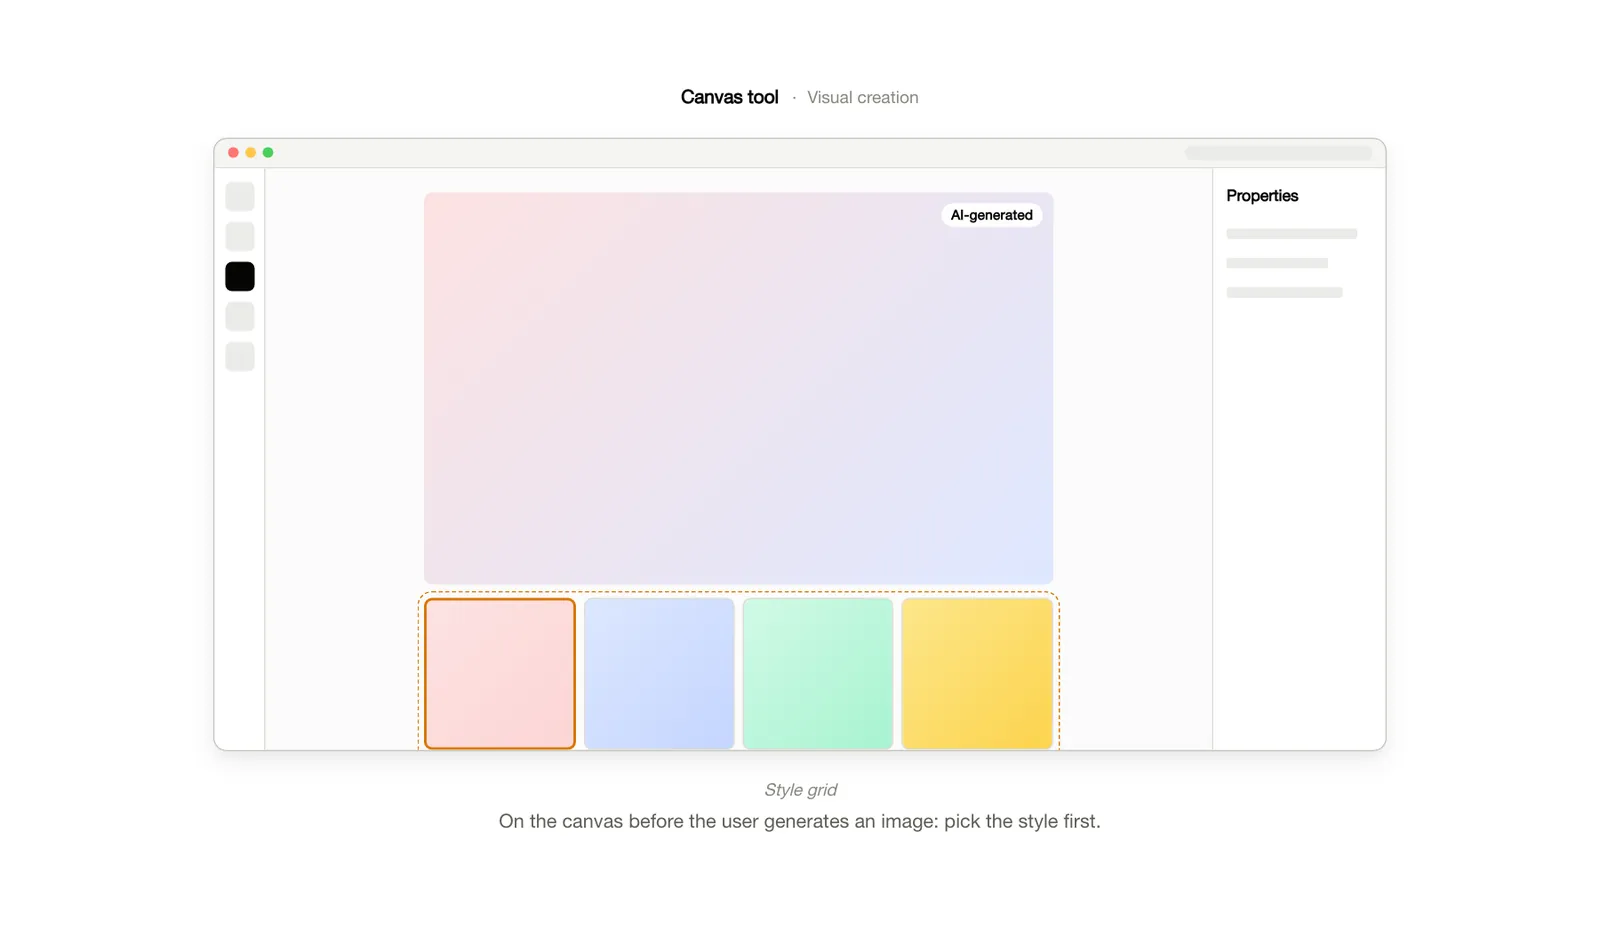 Canvas tool · Visual creation
AI-generated
Properties
Style grid
On the canvas before the user generates an image: pick the style first.